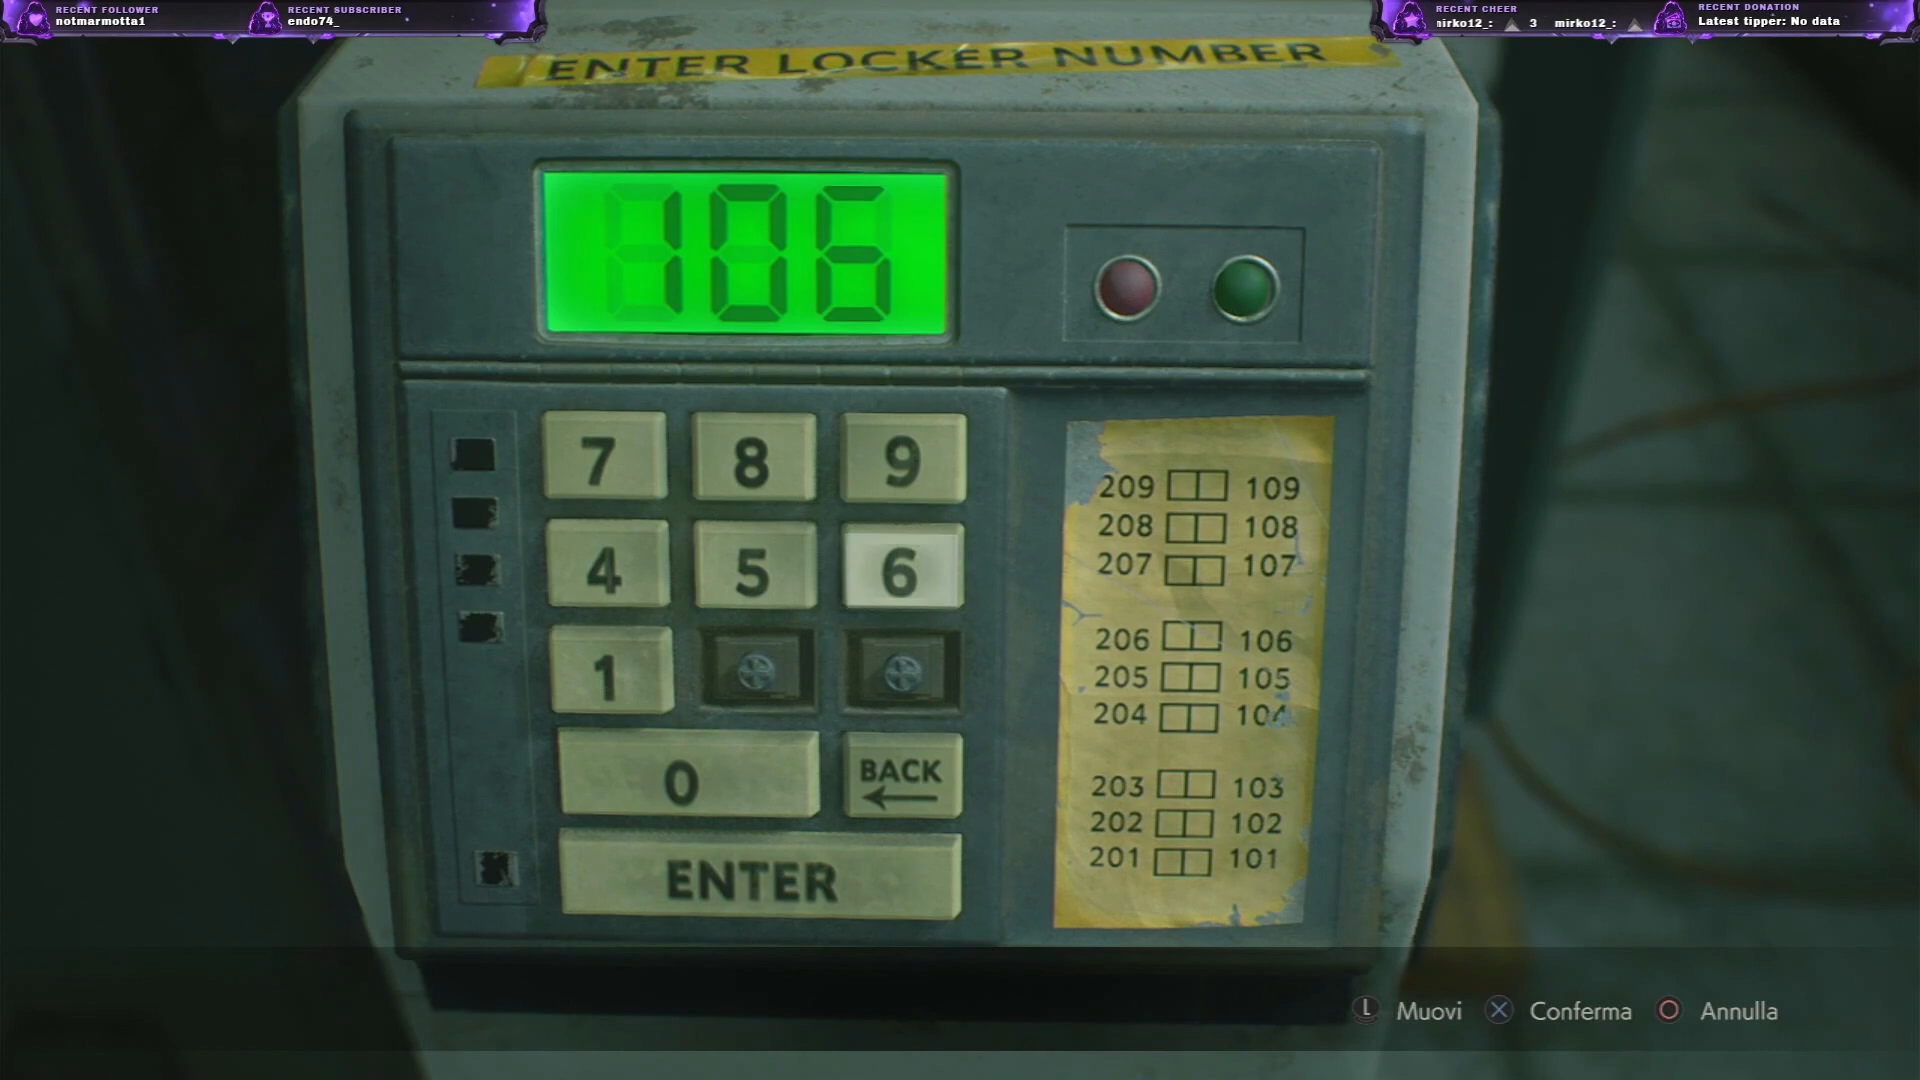 RECENT FOLLOWER
notmarmotta1
RECENT SUBSCRIBER
endo74_
RECENT CHEER
mirko12_: 3 mirko12_:
RECENT DONATION
Latest tipper: No data
ENTER LOCKER NUMBER
106
7 8 9
4 5 6
1
0 BACK
ENTER
209 109
208 108
207 107
206 106
205 105
204 104
203 103
202 102
201 101
L Muovi Conferma Annulla